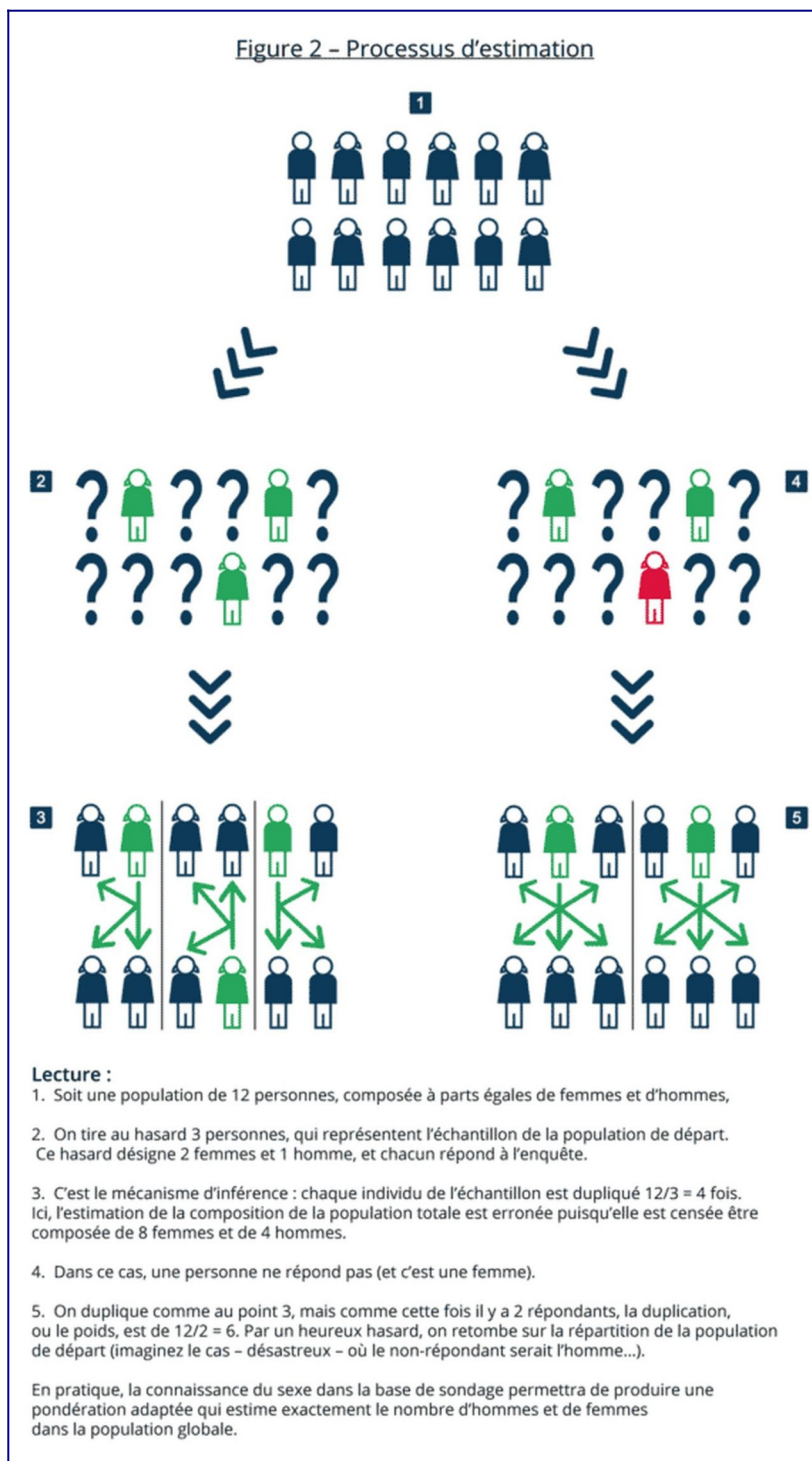 Figure 2 – Processus d’estimation
1
2
? ? ? ?
4
? ? ? ?
? ? ? ? ?
? ? ? ? ?
3
5
Lecture :
1. Soit une population de 12 personnes, composée à parts égales de femmes et d’hommes,
2. On tire au hasard 3 personnes, qui représentent l’échantillon de la population de départ.
Ce hasard désigne 2 femmes et 1 homme, et chacun répond à l’enquête.
3. C’est le mécanisme d’inférence : chaque individu de l’échantillon est dupliqué 12/3 = 4 fois.
Ici, l’estimation de la composition de la population totale est erronée puisqu’elle est censée être
composée de 8 femmes et de 4 hommes.
4. Dans ce cas, une personne ne répond pas (et c’est une femme).
5. On duplique comme au point 3, mais comme cette fois il y a 2 répondants, la duplication,
ou le poids, est de 12/2 = 6. Par un heureux hasard, on retombe sur la répartition de la population
de départ (imaginez le cas – désastreux – où le non-répondant serait l’homme...).
En pratique, la connaissance du sexe dans la base de sondage permettra de produire une
pondération adaptée qui estime exactement le nombre d’hommes et de femmes
dans la population globale.